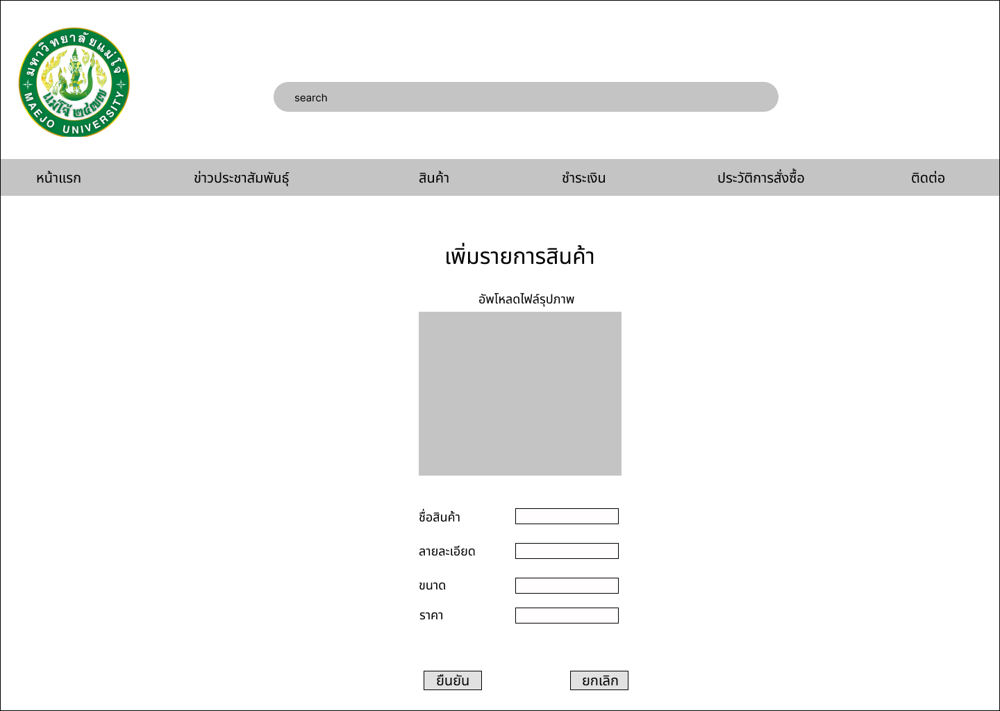 มหาวิทยาลัยแม่โจ้
แม่โจ้ ๒๔๗๗
MAEJO UNIVERSITY
search
หน้าแรก ข่าวประชาสัมพันธุ์ สินค้า ชำระเงิน ประวัติการสั่งซื้อ ติดต่อ
เพิ่มรายการสินค้า
อัพโหลดไฟล์รุปภาพ
ชื่อสินค้า
ลายละเอียด
ขนาด
ราคา
ยืนยัน ยกเลิก